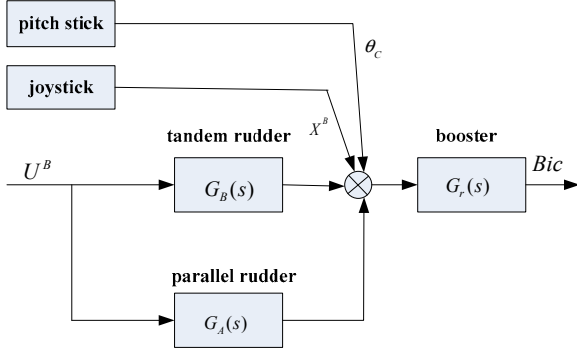 pitch stick
θ_C
joystick
X^B
tandem rudder
booster
U^B
G_B(s)
G_r(s)
Bic
parallel rudder
G_A(s)